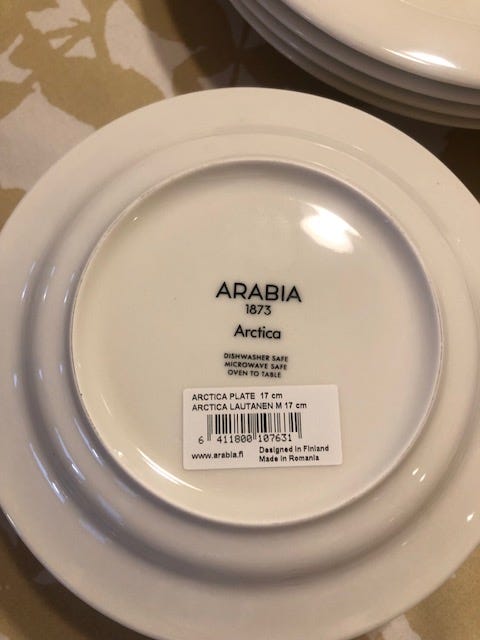 ARABIA
1873
Arctica
DISHWASHER SAFE
MICROWAVE SAFE
OVEN TO TABLE
ARCTICA PLATE 17 cm
ARCTICA LAUTANEN M 17 cm
6 411800 107631
www.arabia.fi Designed in Finland
Made in Romania